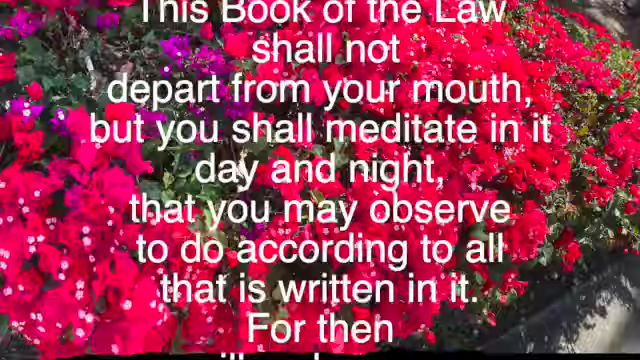 This Book of the Law
shall not
depart from your mouth,
but you shall meditate in it
day and night,
that you may observe
to do according to all
that is written in it.
For then